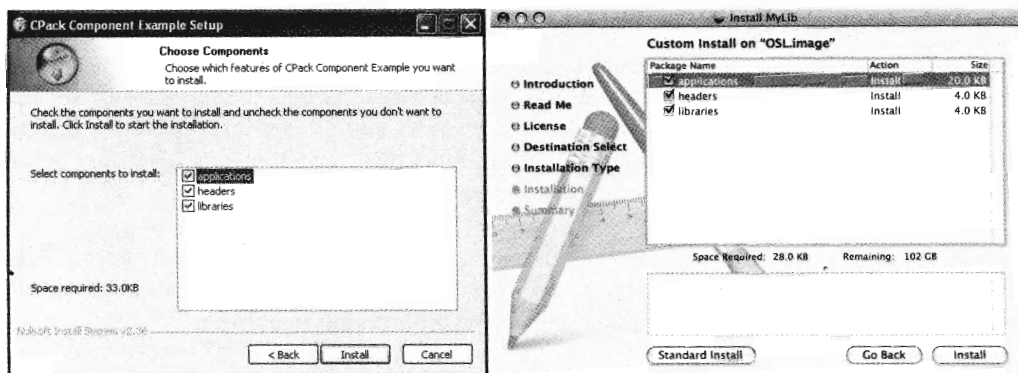 CPack Component Example Setup
Choose Components
Choose which features of CPack Component Example you want
to install.
Check the components you want to install and uncheck the components you don't want to
install. Click Install to start the installation.
Select components to install:
applications
headers
libraries
Space required: 33.0KB
Nullsoft Install System v2.36
< Back
Install
Cancel
Install MyLib
Custom Install on "OSL.image"
Introduction
Read Me
License
Destination Select
Installation Type
Installation
Summary
Package Name Action Size
applications Install 20.0 KB
headers Install 4.0 KB
libraries Install 4.0 KB
Space Required: 28.0 KB Remaining: 102 GB
Standard Install
Go Back
Install